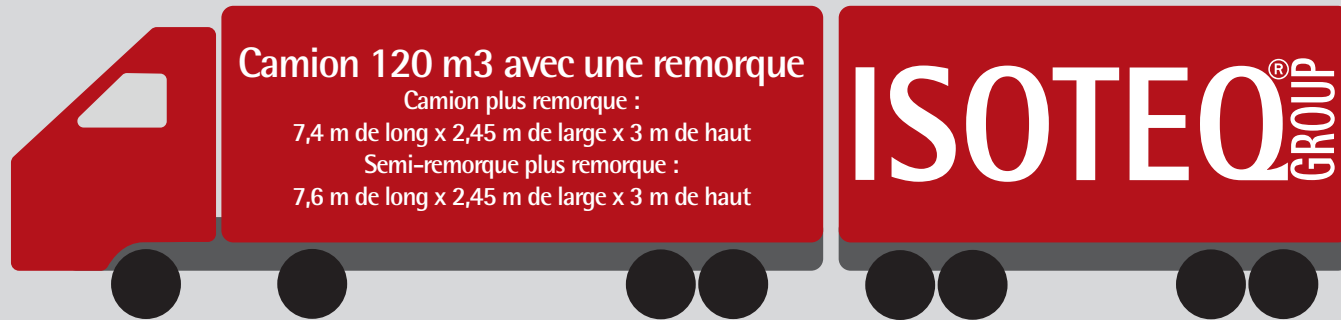 Camion 120 m3 avec une remorque
Camion plus remorque :
7,4 m de long x 2,45 m de large x 3 m de haut
Semi-remorque plus remorque :
7,6 m de long x 2,45 m de large x 3 m de haut
ISOTEQ®
GROUP